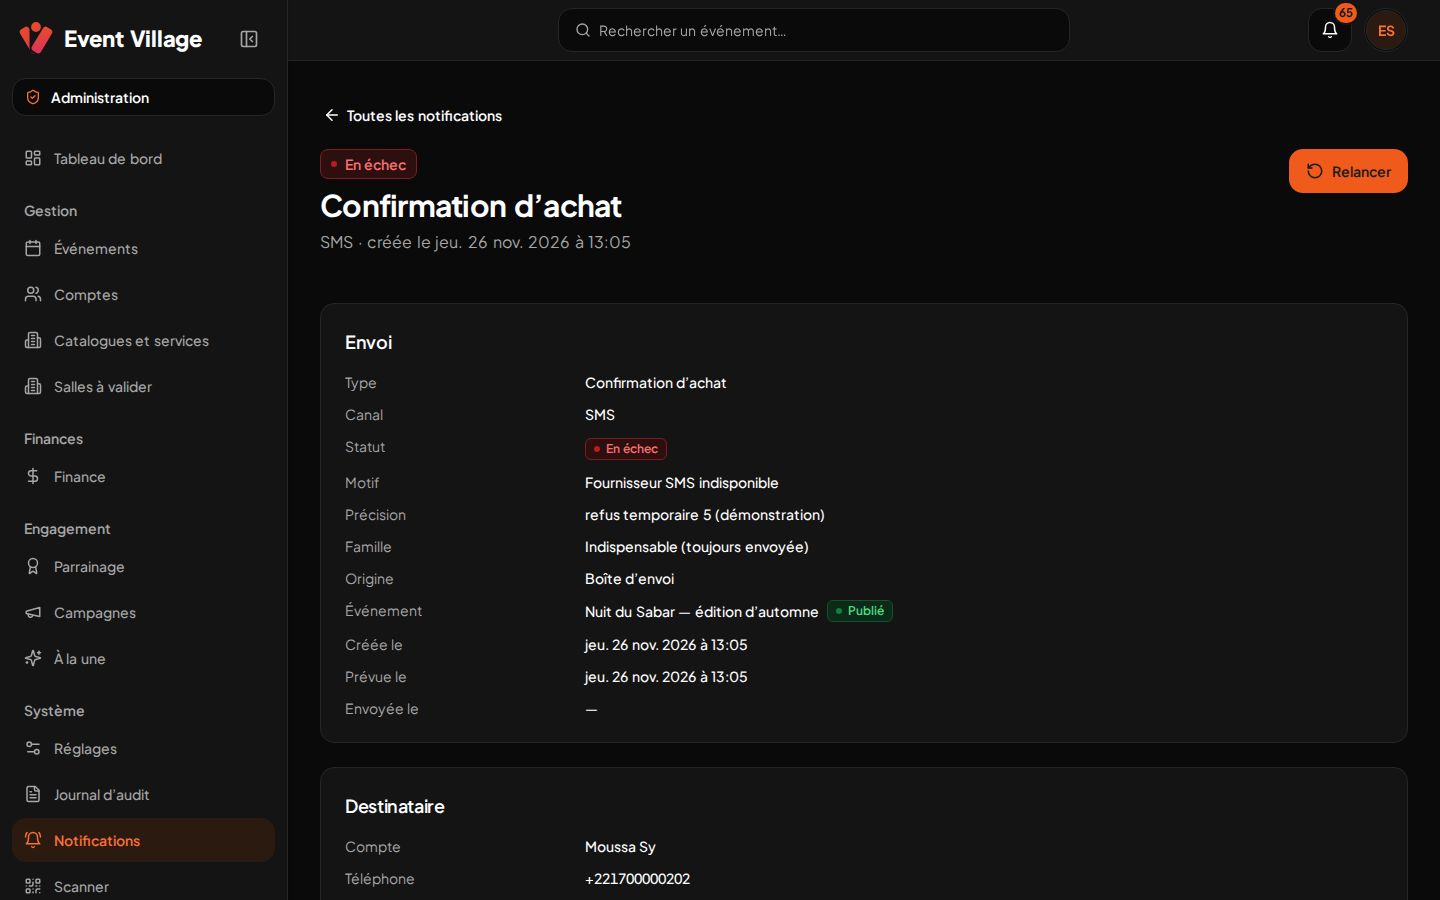 Event Village
Administration
Tableau de bord
Gestion
Événements
Comptes
Catalogues et services
Salles à valider
Finances
Finance
Engagement
Parrainage
Campagnes
À la une
Système
Réglages
Journal d’audit
Notifications
Scanner
Rechercher un événement…
65
ES
Toutes les notifications
En échec
Relancer
Confirmation d’achat
SMS · créée le jeu. 26 nov. 2026 à 13:05
Envoi
Type Confirmation d’achat
Canal SMS
Statut En échec
Motif Fournisseur SMS indisponible
Précision refus temporaire 5 (démonstration)
Famille Indispensable (toujours envoyée)
Origine Boîte d’envoi
Événement Nuit du Sabar — édition d’automne Publié
Créée le jeu. 26 nov. 2026 à 13:05
Prévue le jeu. 26 nov. 2026 à 13:05
Envoyée le —
Destinataire
Compte Moussa Sy
Téléphone +221700000202